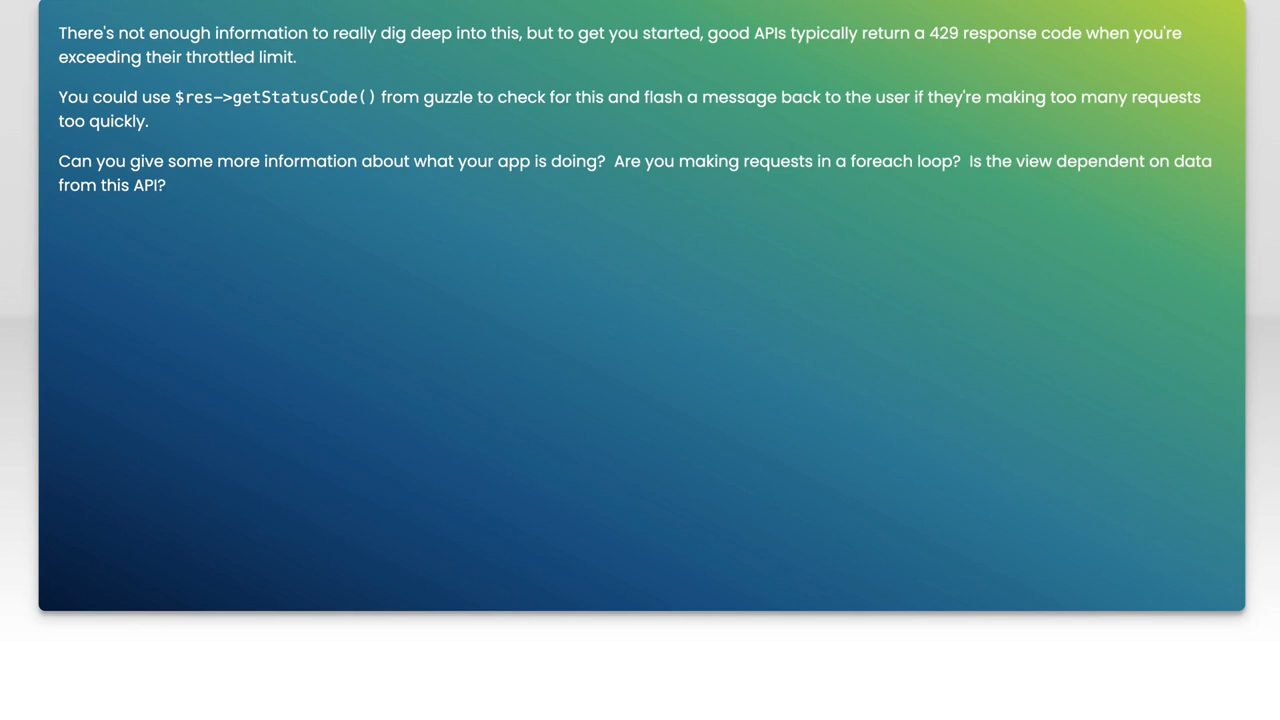 There's not enough information to really dig deep into this, but to get you started, good APIs typically return a 429 response code when you're
exceeding their throttled limit.
You could use $res->getStatusCode() from guzzle to check for this and flash a message back to the user if they're making too many requests
too quickly.
Can you give some more information about what your app is doing?  Are you making requests in a foreach loop?  Is the view dependent on data
from this API?